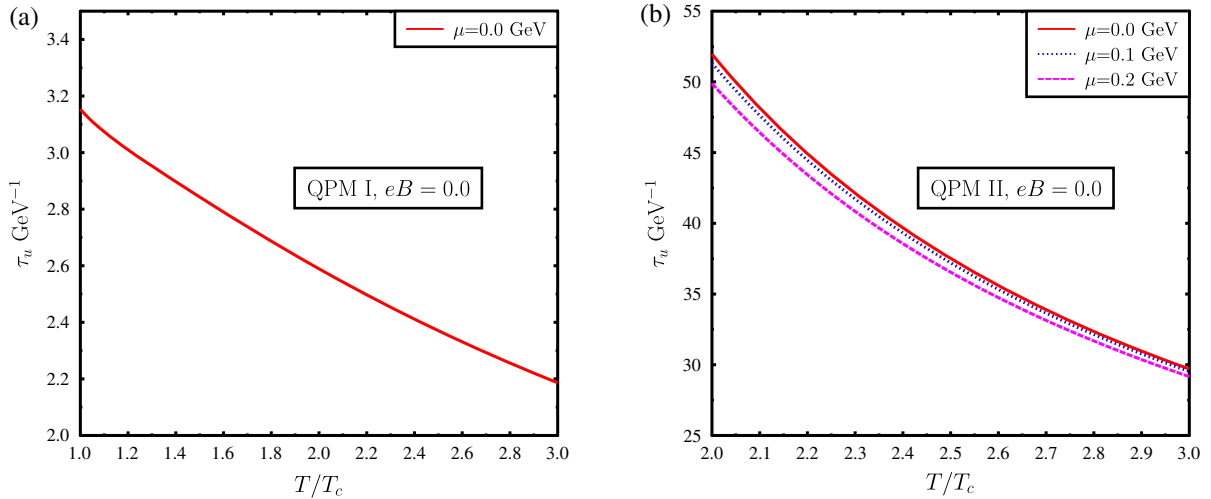 (a)
μ=0.0 GeV
3.4
3.2
3.0
2.8
2.6
2.4
2.2
2.0
τ_u GeV⁻¹
QPM I, eB = 0.0
1.0 1.2 1.4 1.6 1.8 2.0 2.2 2.4 2.6 2.8 3.0
T/T_c
(b)
μ=0.0 GeV
μ=0.1 GeV
μ=0.2 GeV
55
50
45
40
35
30
25
τ_u GeV⁻¹
QPM II, eB = 0.0
2.0 2.1 2.2 2.3 2.4 2.5 2.6 2.7 2.8 2.9 3.0
T/T_c